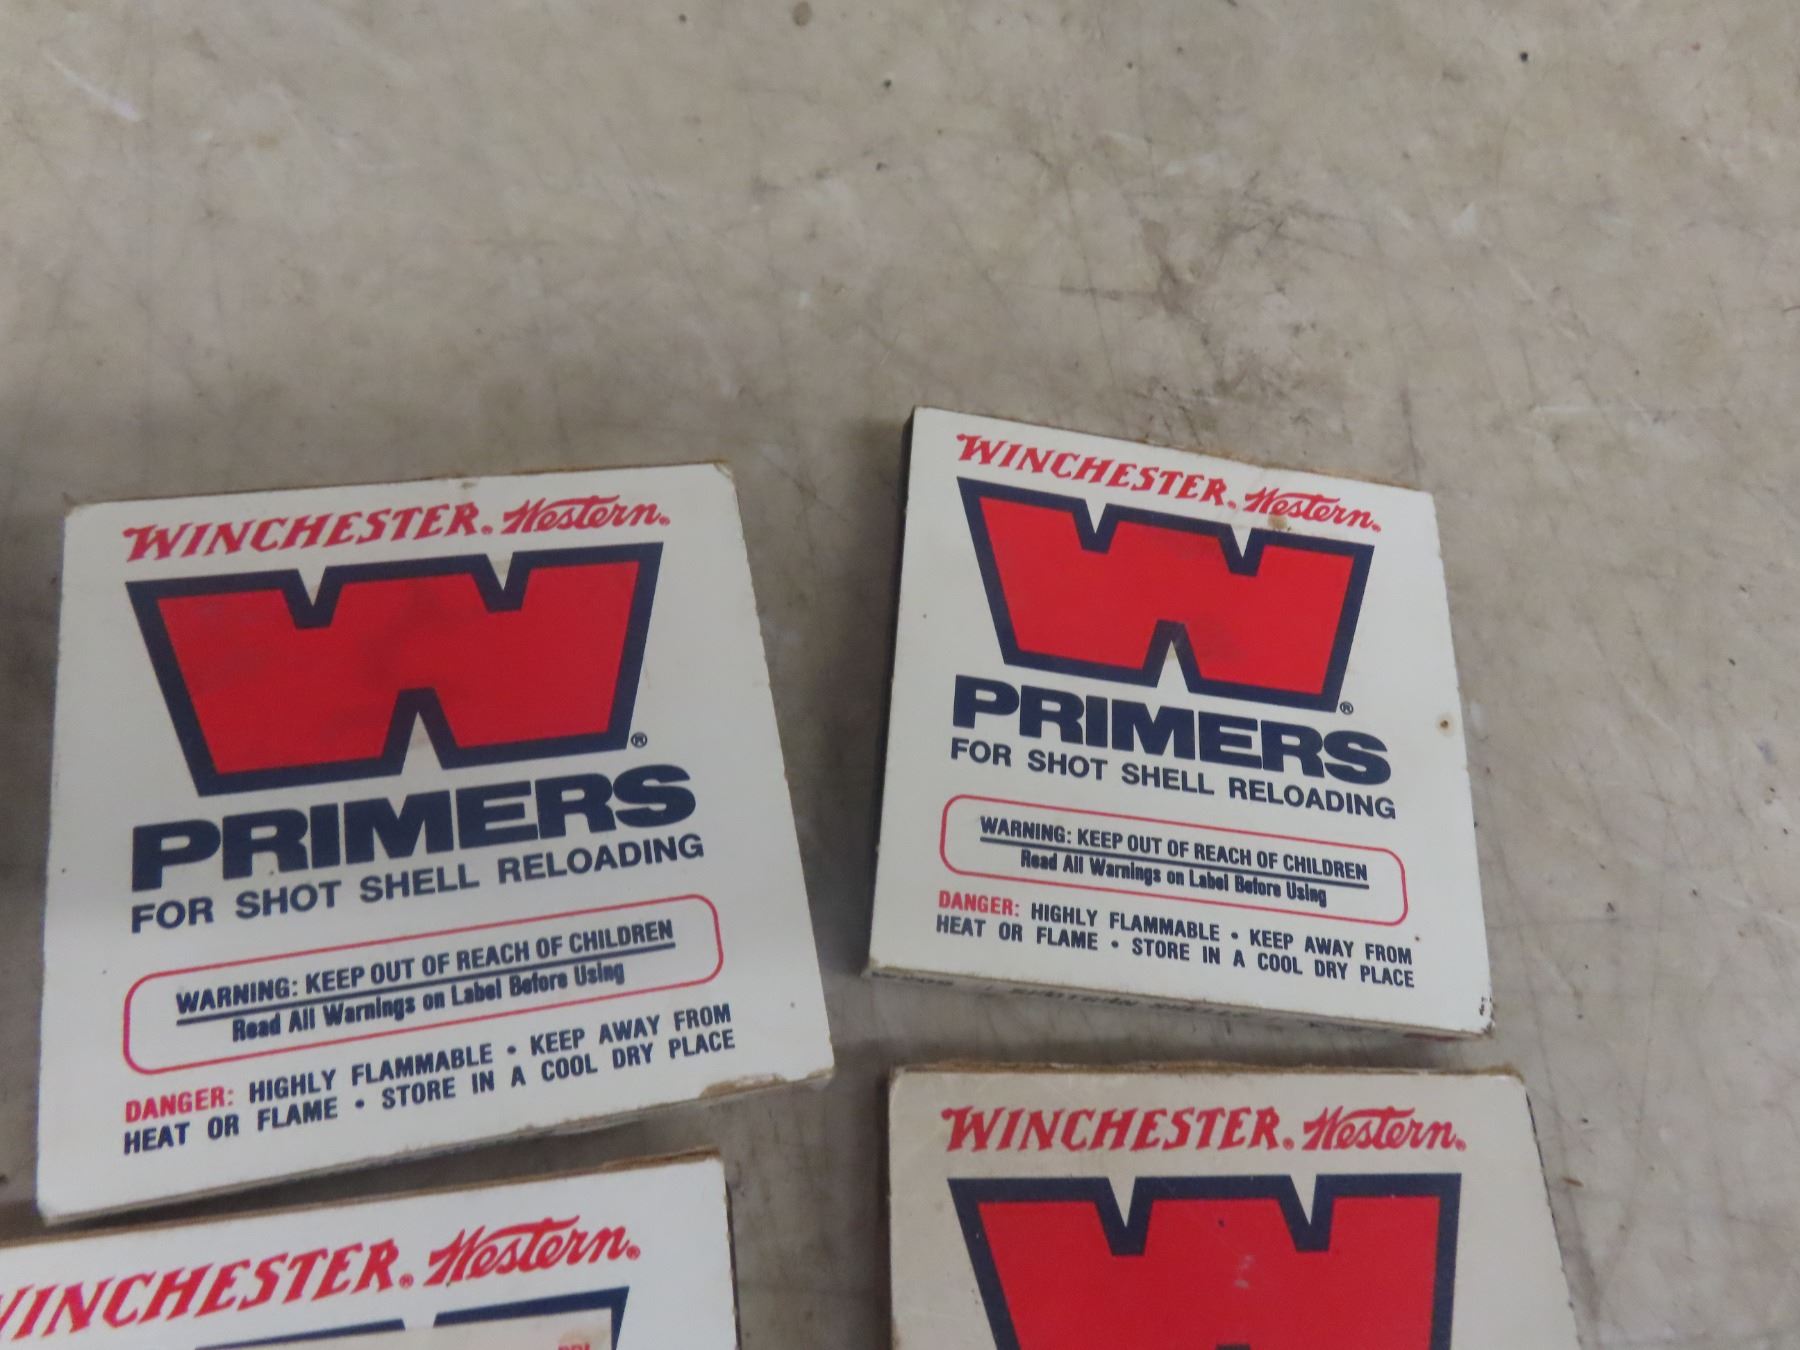 WINCHESTER® Western®
W®
PRIMERS
FOR SHOT SHELL RELOADING
WARNING: KEEP OUT OF REACH OF CHILDREN
Read All Warnings on Label Before Using
DANGER: HIGHLY FLAMMABLE • KEEP AWAY FROM
HEAT OR FLAME • STORE IN A COOL DRY PLACE
WINCHESTER® Western®
W®
PRIMERS
FOR SHOT SHELL RELOADING
WARNING: KEEP OUT OF REACH OF CHILDREN
Read All Warnings on Label Before Using
DANGER: HIGHLY FLAMMABLE • KEEP AWAY FROM
HEAT OR FLAME • STORE IN A COOL DRY PLACE
WINCHESTER® Western®
WINCHESTER® Western®
W